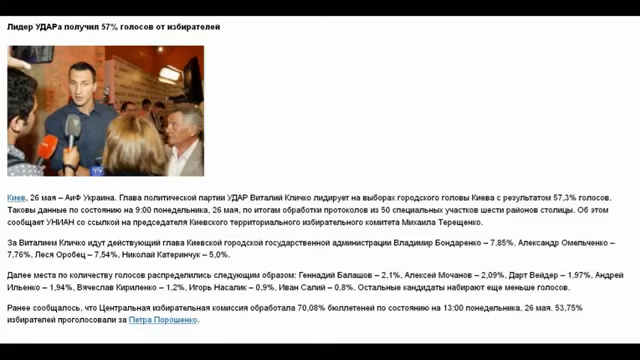 Лидер УДАРа получил 57% голосов от избирателей
Киев, 26 мая – АиФ Украина. Глава политической партии УДАР Виталий Кличко лидирует на выборах городского головы Киева с результатом 57,3% голосов.
Таковы данные по состоянию на 9:00 понедельника, 26 мая, по итогам обработки протоколов из 50 специальных участков шести районов столицы. Об этом
сообщает УНИАН со ссылкой на председателя Киевского территориального избирательного комитета Михаила Терещенко.
За Виталием Кличко идут действующий глава Киевской городской государственной администрации Владимир Бондаренко – 7,85%, Александр Омельченко –
7,76%, Леся Оробец – 7,54%, Николай Катеринчук – 5,0%.
Далее места по количеству голосов распределились следующим образом: Геннадий Балашов – 2,1%, Алексей Мочанов – 2,09%, Дарт Вейдер – 1,97%, Андрей
Ильенко – 1,94%, Вячеслав Кириленко – 1,2%, Игорь Насалик – 0,9%, Иван Салий – 0,8%. Остальные кандидаты набирают еще меньше голосов.
Ранее сообщалось, что Центральная избирательная комиссия обработала 70,08% бюллетеней по состоянию на 13:00 понедельника, 26 мая. 53,75%
избирателей проголосовали за Петра Порошенко.